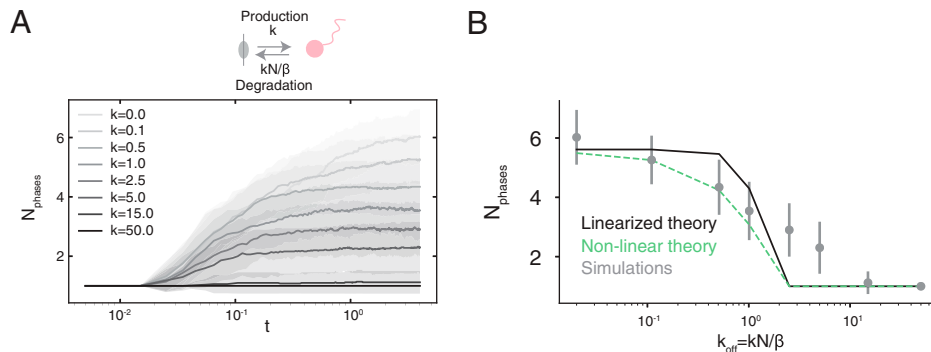 A
Production
k
kN/β
Degradation
k=0.0
k=0.1
k=0.5
k=1.0
k=2.5
k=5.0
k=15.0
k=50.0
N_phases
6
4
2
10^-2
10^-1
10^0
t
B
N_phases
6
4
2
Linearized theory
Non-linear theory
Simulations
10^-1
10^0
10^1
k_off=kN/β